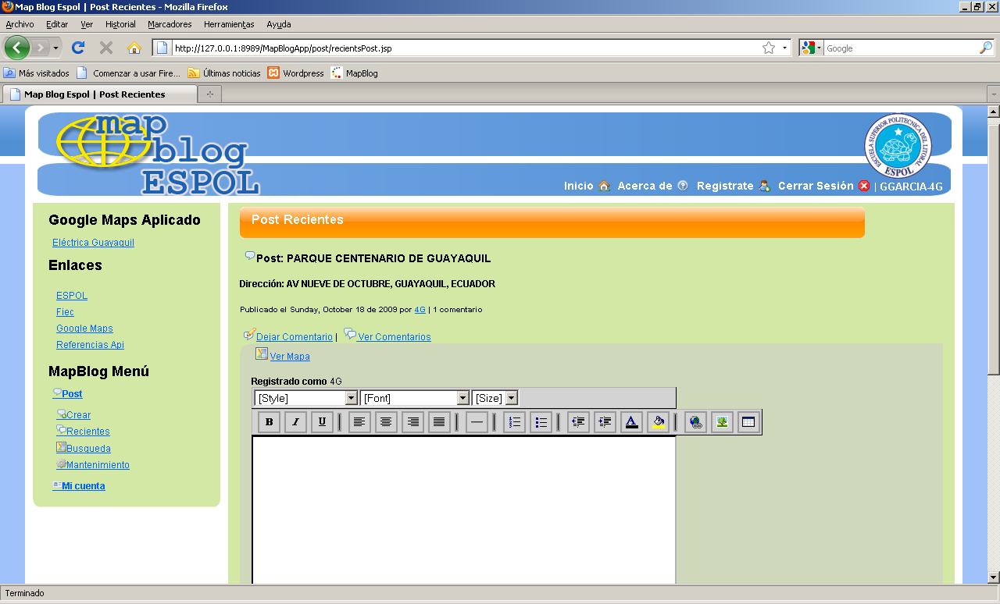 Map Blog Espol | Post Recientes - Mozilla Firefox
Archivo Editar Ver Historial Marcadores Herramientas Ayuda
http://127.0.0.1:8989/MapBlogApp/post/recientsPost.jsp Google
Más visitados Comenzar a usar Fire... Últimas noticias Wordpress MapBlog
Map Blog Espol | Post Recientes
map
blog
ESPOL
ESCUELA SUPERIOR POLITECNICA DEL LITORAL
ESPOL
Inicio Acerca de Registrate Cerrar Sesión | GGARCIA-4G
Google Maps Aplicado
Eléctrica Guayaquil
Enlaces
ESPOL
Fiec
Google Maps
Referencias Api
MapBlog Menú
Post
Crear
Recientes
Busqueda
Mantenimiento
Mi cuenta
Post Recientes
Post: PARQUE CENTENARIO DE GUAYAQUIL
Dirección: AV NUEVE DE OCTUBRE, GUAYAQUIL, ECUADOR
Publicado el Sunday, October 18 de 2009 por 4G | 1 comentario
Dejar Comentario | Ver Comentarios
Ver Mapa
Registrado como 4G
[Style] [Font] [Size]
B I U
Terminado